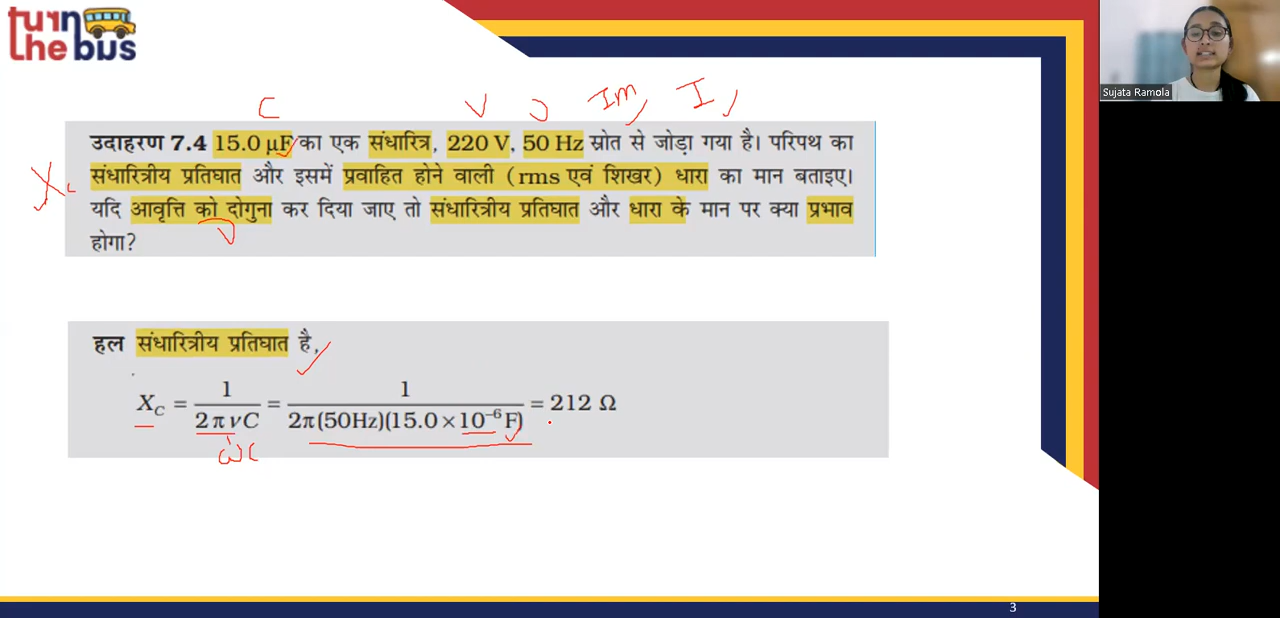 turn
the bus
Sujata Ramola
C V ν Im, I,
उदाहरण 7.4 15.0 μF का एक संधारित्र, 220 V, 50 Hz स्रोत से जोड़ा गया है। परिपथ का
Xc
संधारित्रीय प्रतिघात और इसमें प्रवाहित होने वाली (rms एवं शिखर) धारा का मान बताइए।
यदि आवृत्ति को दोगुना कर दिया जाए तो संधारित्रीय प्रतिघात और धारा के मान पर क्या प्रभाव
ν
होगा?
हल संधारित्रीय प्रतिघात है,
X_C = 1/(2πνC) = 1/(2π(50Hz)(15.0 × 10⁻⁶ F)) = 212 Ω
ωC
3